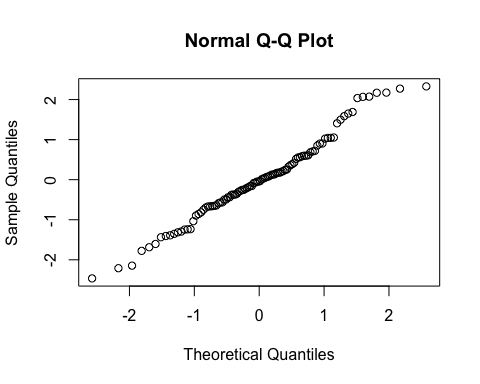 Normal Q-Q Plot
Sample Quantiles
2
1
0
-1
-2
-2 -1 0 1 2
Theoretical Quantiles